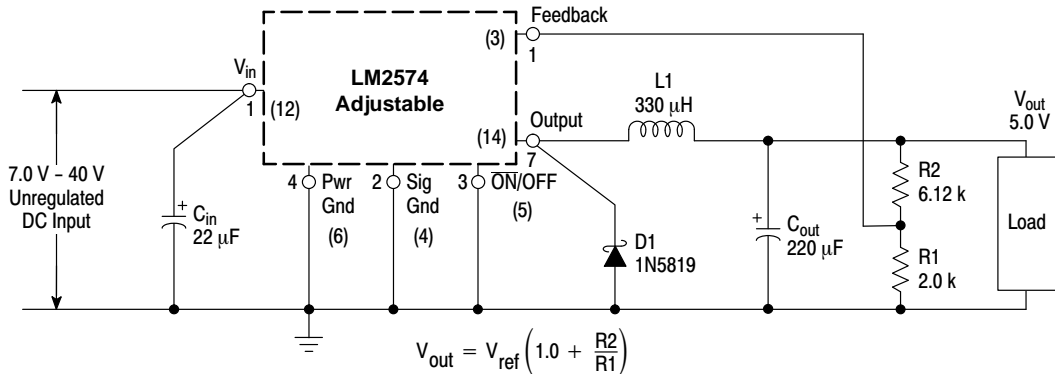 Feedback
(3)
1
V_in
LM2574
Adjustable
L1
330 μH
V_out
5.0 V
1
(12)
Output
(14)
7
7.0 V – 40 V
Unregulated
DC Input
4 Pwr
Gnd
(6)
2 Sig
Gnd
(4)
3 O̅N̅/OFF
(5)
R2
6.12 k
+
C_in
22 μF
+
C_out
220 μF
D1
1N5819
Load
R1
2.0 k
V_out = V_ref (1.0 + R2/R1)